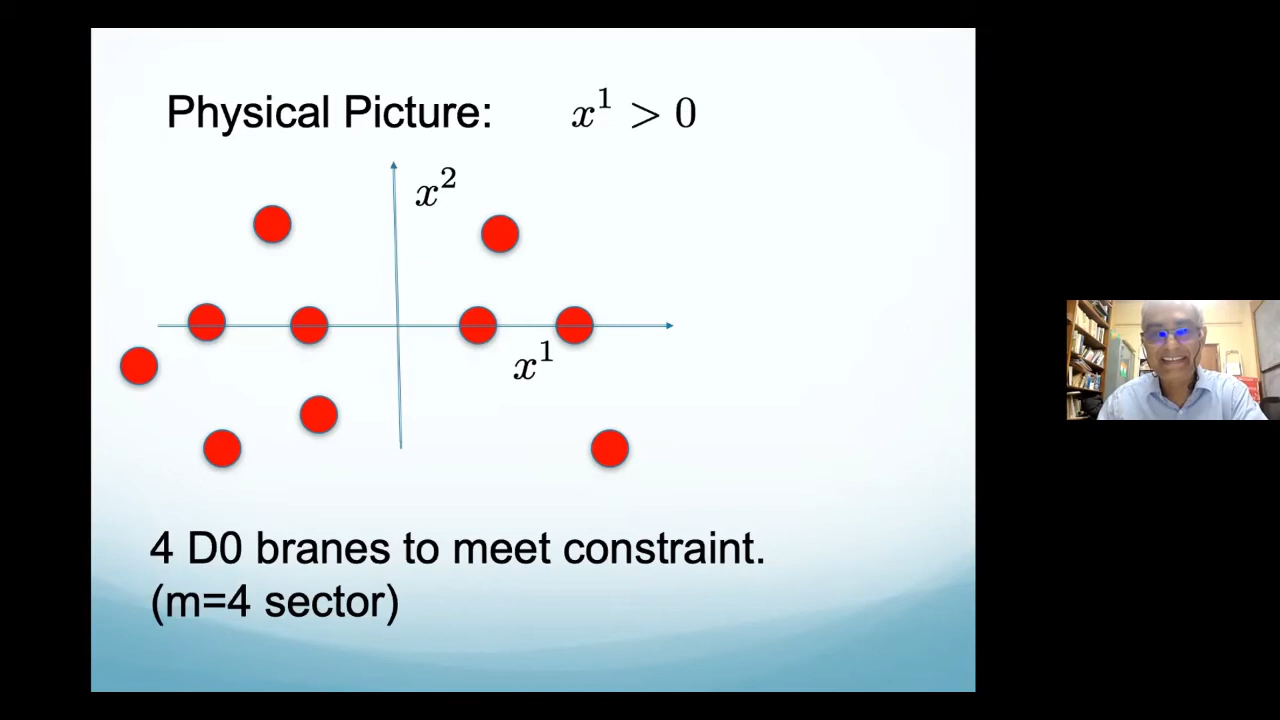 Physical Picture: x¹ > 0
x²
x¹
4 D0 branes to meet constraint.
(m=4 sector)